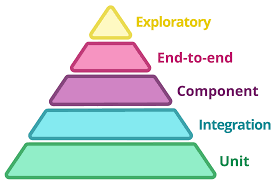 Exploratory
End-to-end
Component
Integration
Unit